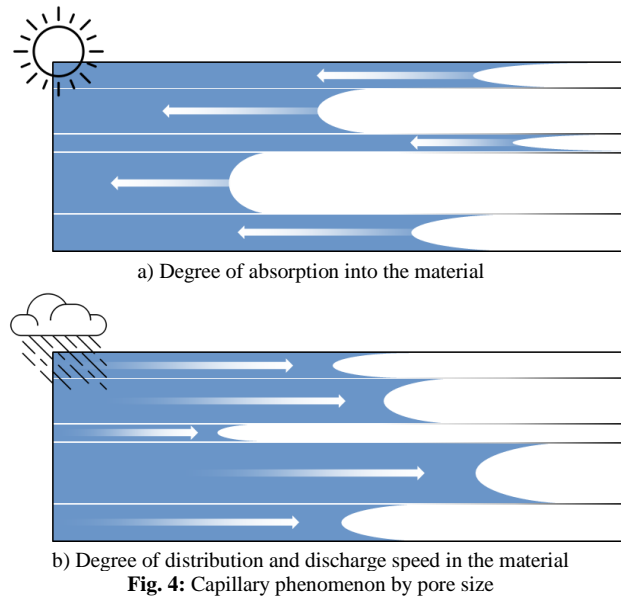 a) Degree of absorption into the material
b) Degree of distribution and discharge speed in the material
Fig. 4: Capillary phenomenon by pore size